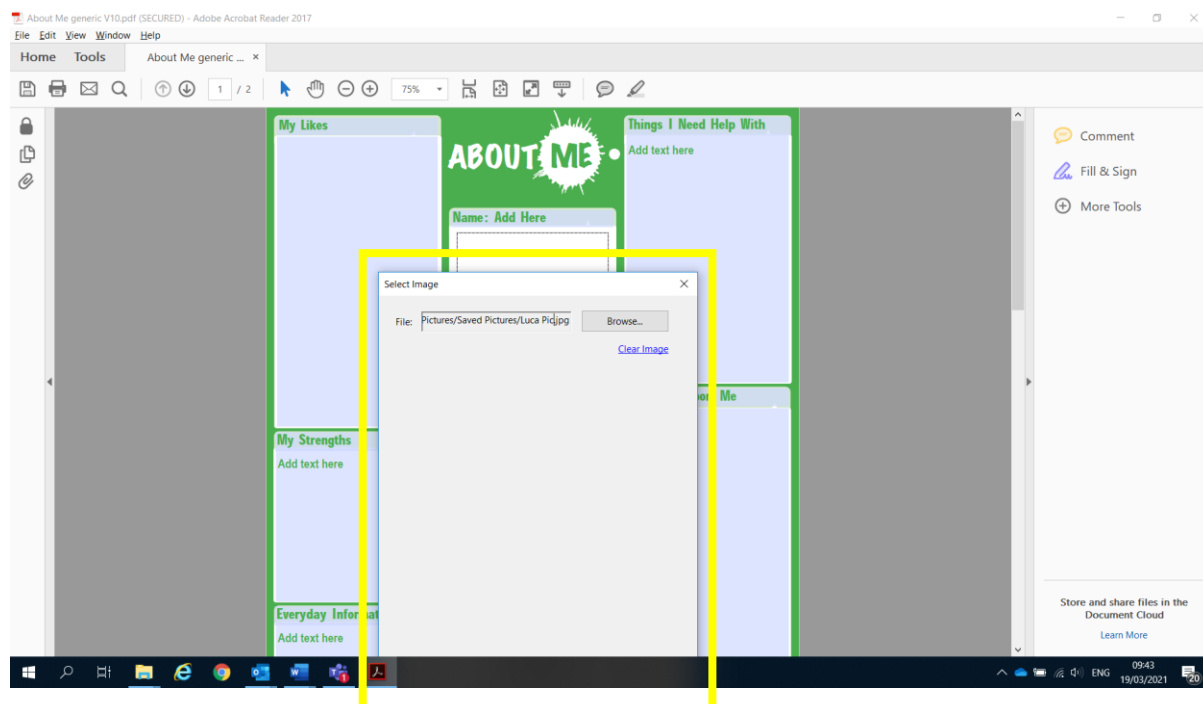 About Me generic V10.pdf (SECURED) - Adobe Acrobat Reader 2017
File Edit View Window Help
Home Tools About Me generic ... ×
1 / 2 75%
My Likes
ABOUT ME
Things I Need Help With
Add text here
Name: Add Here
Select Image
File: Pictures/Saved Pictures/Luca Pic.jpg Browse...
Clear Image
Me
My Strengths
Add text here
Everyday Informat
Add text here
Comment
Fill & Sign
More Tools
Store and share files in the
Document Cloud
Learn More
ENG
09:43
19/03/2021
20